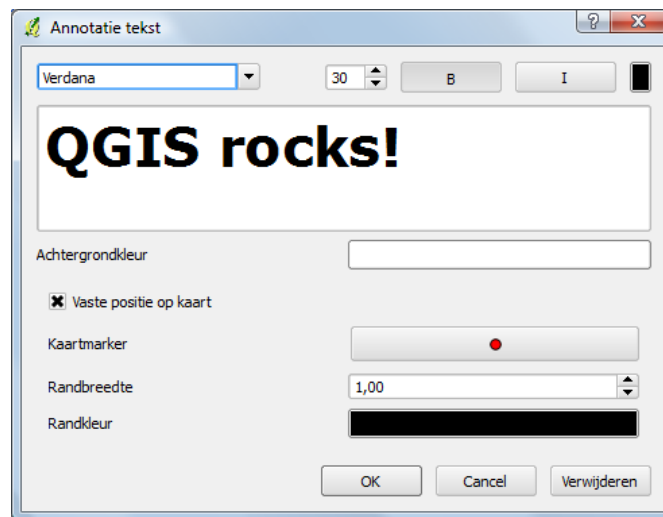 Annotatie tekst
Verdana 30 B I
QGIS rocks!
Achtergrondkleur
Vaste positie op kaart
Kaartmarker
Randbreedte 1,00
Randkleur
OK Cancel Verwijderen